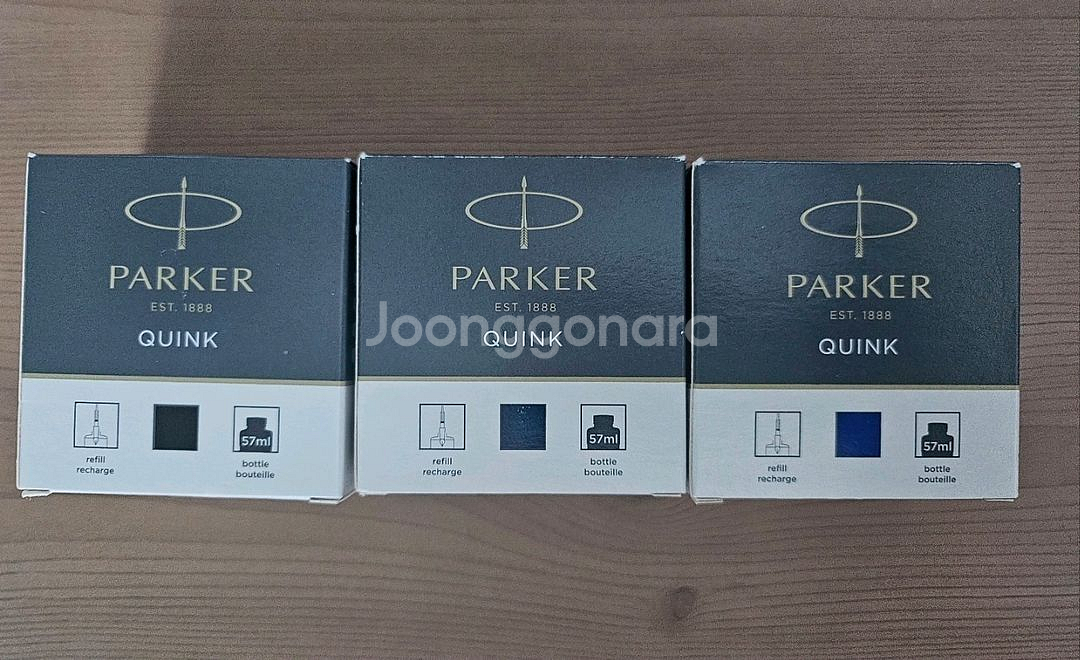 PARKER
EST. 1888
QUINK
refill
recharge
57ml
bottle
bouteille
PARKER
EST. 1888
QUINK
refill
recharge
57ml
bottle
bouteille
PARKER
EST. 1888
QUINK
refill
recharge
57ml
bottle
bouteille
Joonggonara